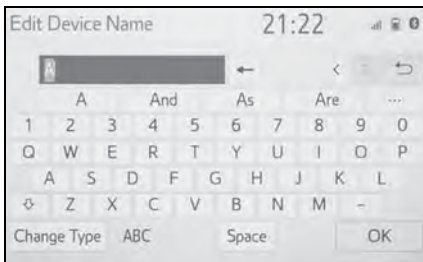 Edit Device Name 21:22
A
A And As Are ...
1 2 3 4 5 6 7 8 9 0
Q W E R T Y U I O P
A S D F G H J K L
Z X C V B N M -
Change Type ABC Space OK